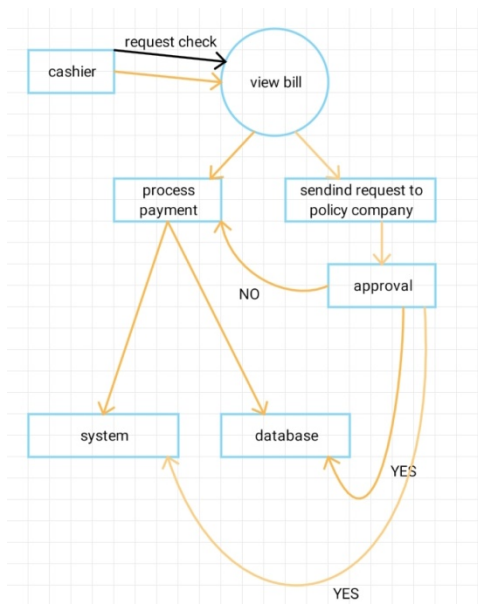 request check
cashier
view bill
process
payment
sendind request to
policy company
approval
NO
system
database
YES
YES